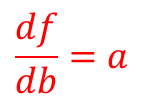 df/db = a